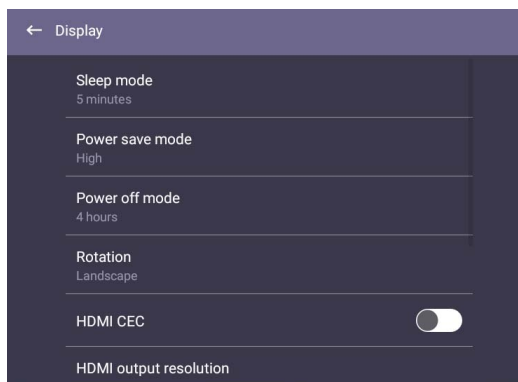 Display
Sleep mode
5 minutes
Power save mode
High
Power off mode
4 hours
Rotation
Landscape
HDMI CEC
HDMI output resolution